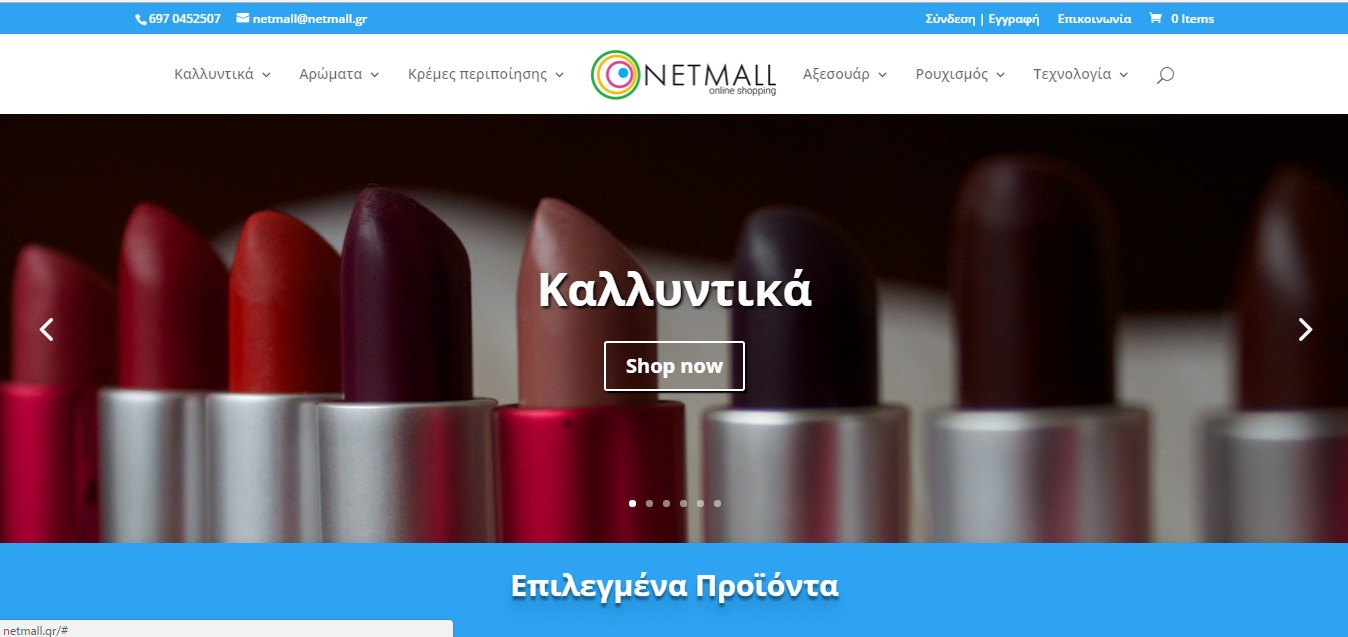 697 0452507 netmall@netmall.gr Σύνδεση | Εγγραφή Επικοινωνία 0 Items
Καλλυντικά Αρώματα Κρέμες περιποίησης NETMALL Αξεσουάρ Ρουχισμός Τεχνολογία
online shopping
Καλλυντικά
Shop now
Επιλεγμένα Προϊόντα
netmall.gr/#